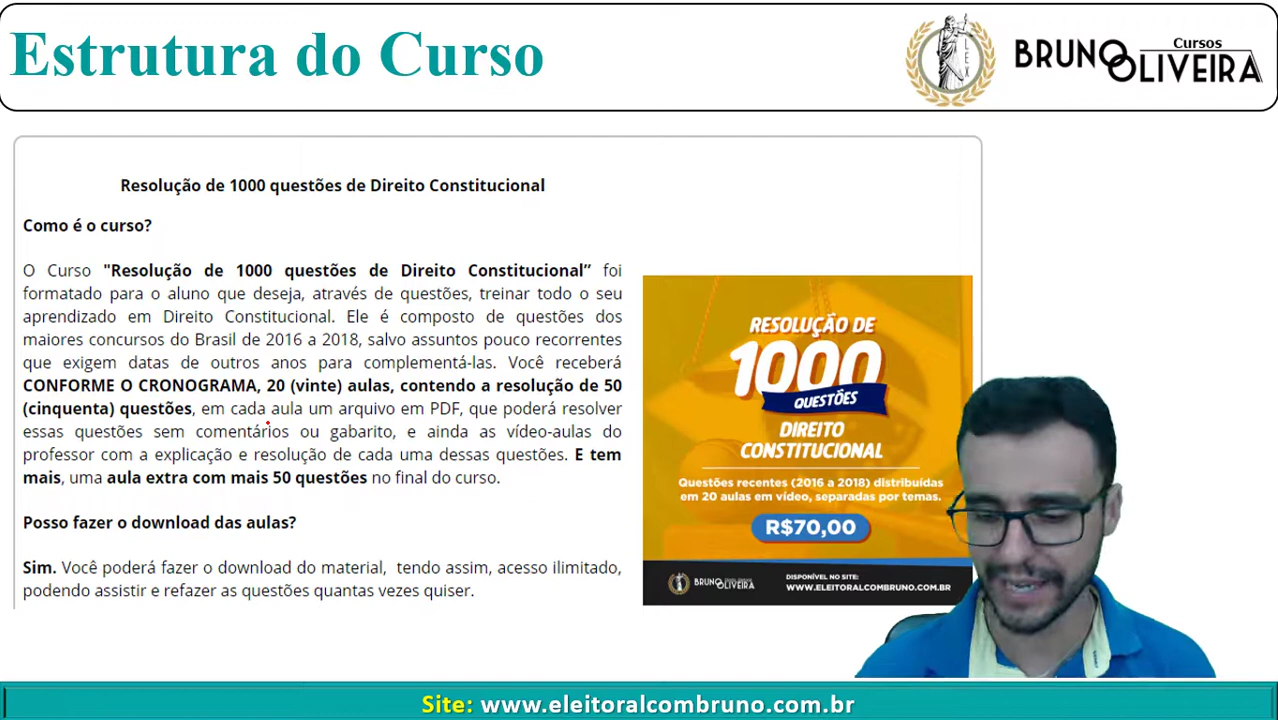 Estrutura do Curso
Cursos
BRUNO OLIVEIRA
LEX
Resolução de 1000 questões de Direito Constitucional
Como é o curso?
O Curso "Resolução de 1000 questões de Direito Constitucional” foi
formatado para o aluno que deseja, através de questões, treinar todo o seu
aprendizado em Direito Constitucional. Ele é composto de questões dos
maiores concursos do Brasil de 2016 a 2018, salvo assuntos pouco recorrentes
que exigem datas de outros anos para complementá-las. Você receberá
CONFORME O CRONOGRAMA, 20 (vinte) aulas, contendo a resolução de 50
(cinquenta) questões, em cada aula um arquivo em PDF, que poderá resolver
essas questões sem comentários ou gabarito, e ainda as vídeo-aulas do
professor com a explicação e resolução de cada uma dessas questões. E tem
mais, uma aula extra com mais 50 questões no final do curso.
Posso fazer o download das aulas?
Sim. Você poderá fazer o download do material, tendo assim, acesso ilimitado,
podendo assistir e refazer as questões quantas vezes quiser.
RESOLUÇÃO DE
1000
QUESTÕES
DIREITO
CONSTITUCIONAL
Questões recentes (2016 a 2018) distribuídas
em 20 aulas em vídeo, separadas por temas.
R$70,00
BRUNO OLIVEIRA
DISPONÍVEL NO SITE:
WWW.ELEITORALCOMBRUNO.COM.BR
Site: www.eleitoralcombruno.com.br